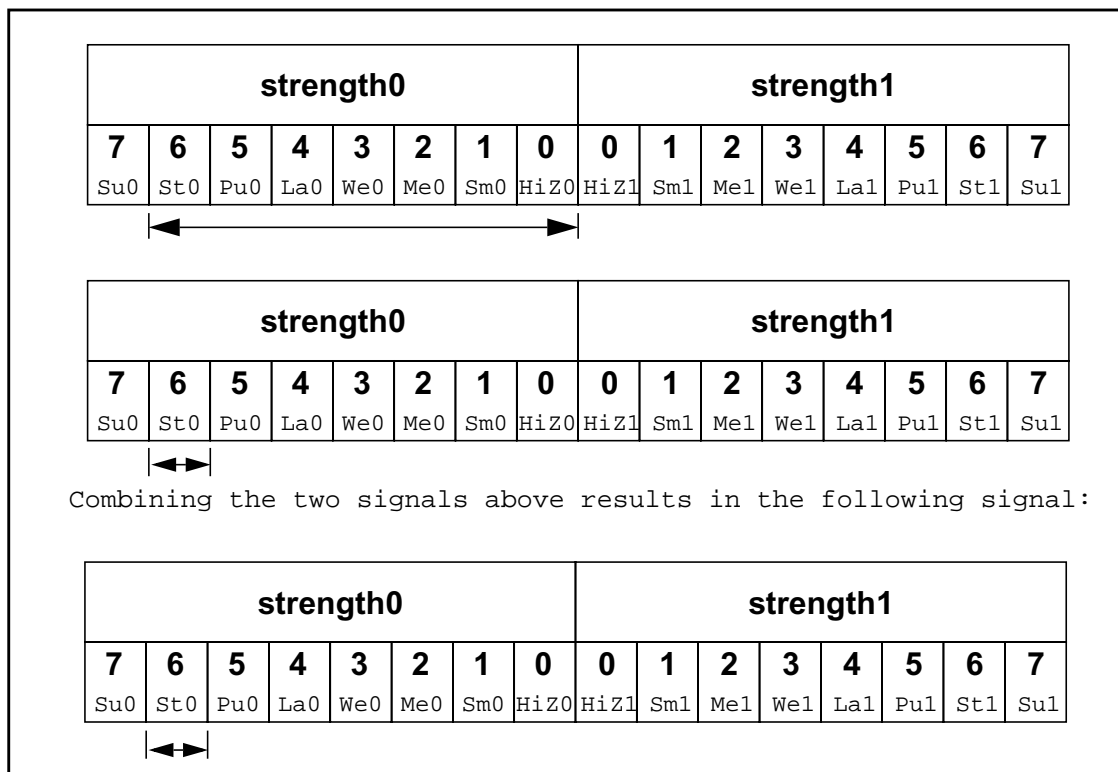 strength0 strength1
7 6 5 4 3 2 1 0 0 1 2 3 4 5 6 7
Su0 St0 Pu0 La0 We0 Me0 Sm0 HiZ0 HiZ1 Sm1 Me1 We1 La1 Pu1 St1 Su1
strength0 strength1
7 6 5 4 3 2 1 0 0 1 2 3 4 5 6 7
Su0 St0 Pu0 La0 We0 Me0 Sm0 HiZ0 HiZ1 Sm1 Me1 We1 La1 Pu1 St1 Su1
Combining the two signals above results in the following signal:
strength0 strength1
7 6 5 4 3 2 1 0 0 1 2 3 4 5 6 7
Su0 St0 Pu0 La0 We0 Me0 Sm0 HiZ0 HiZ1 Sm1 Me1 We1 La1 Pu1 St1 Su1